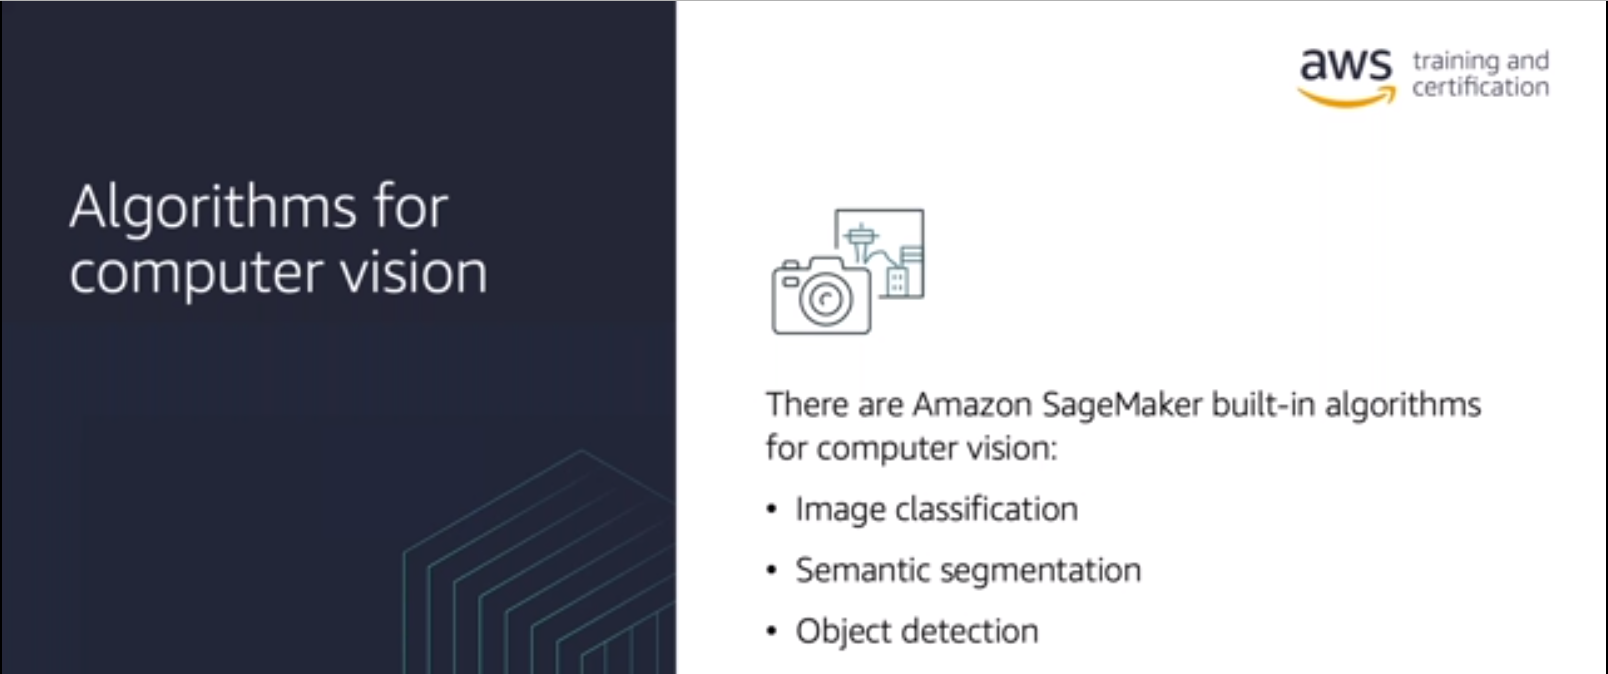 Algorithms for
computer vision
aws training and
certification
There are Amazon SageMaker built-in algorithms
for computer vision:
• Image classification
• Semantic segmentation
• Object detection